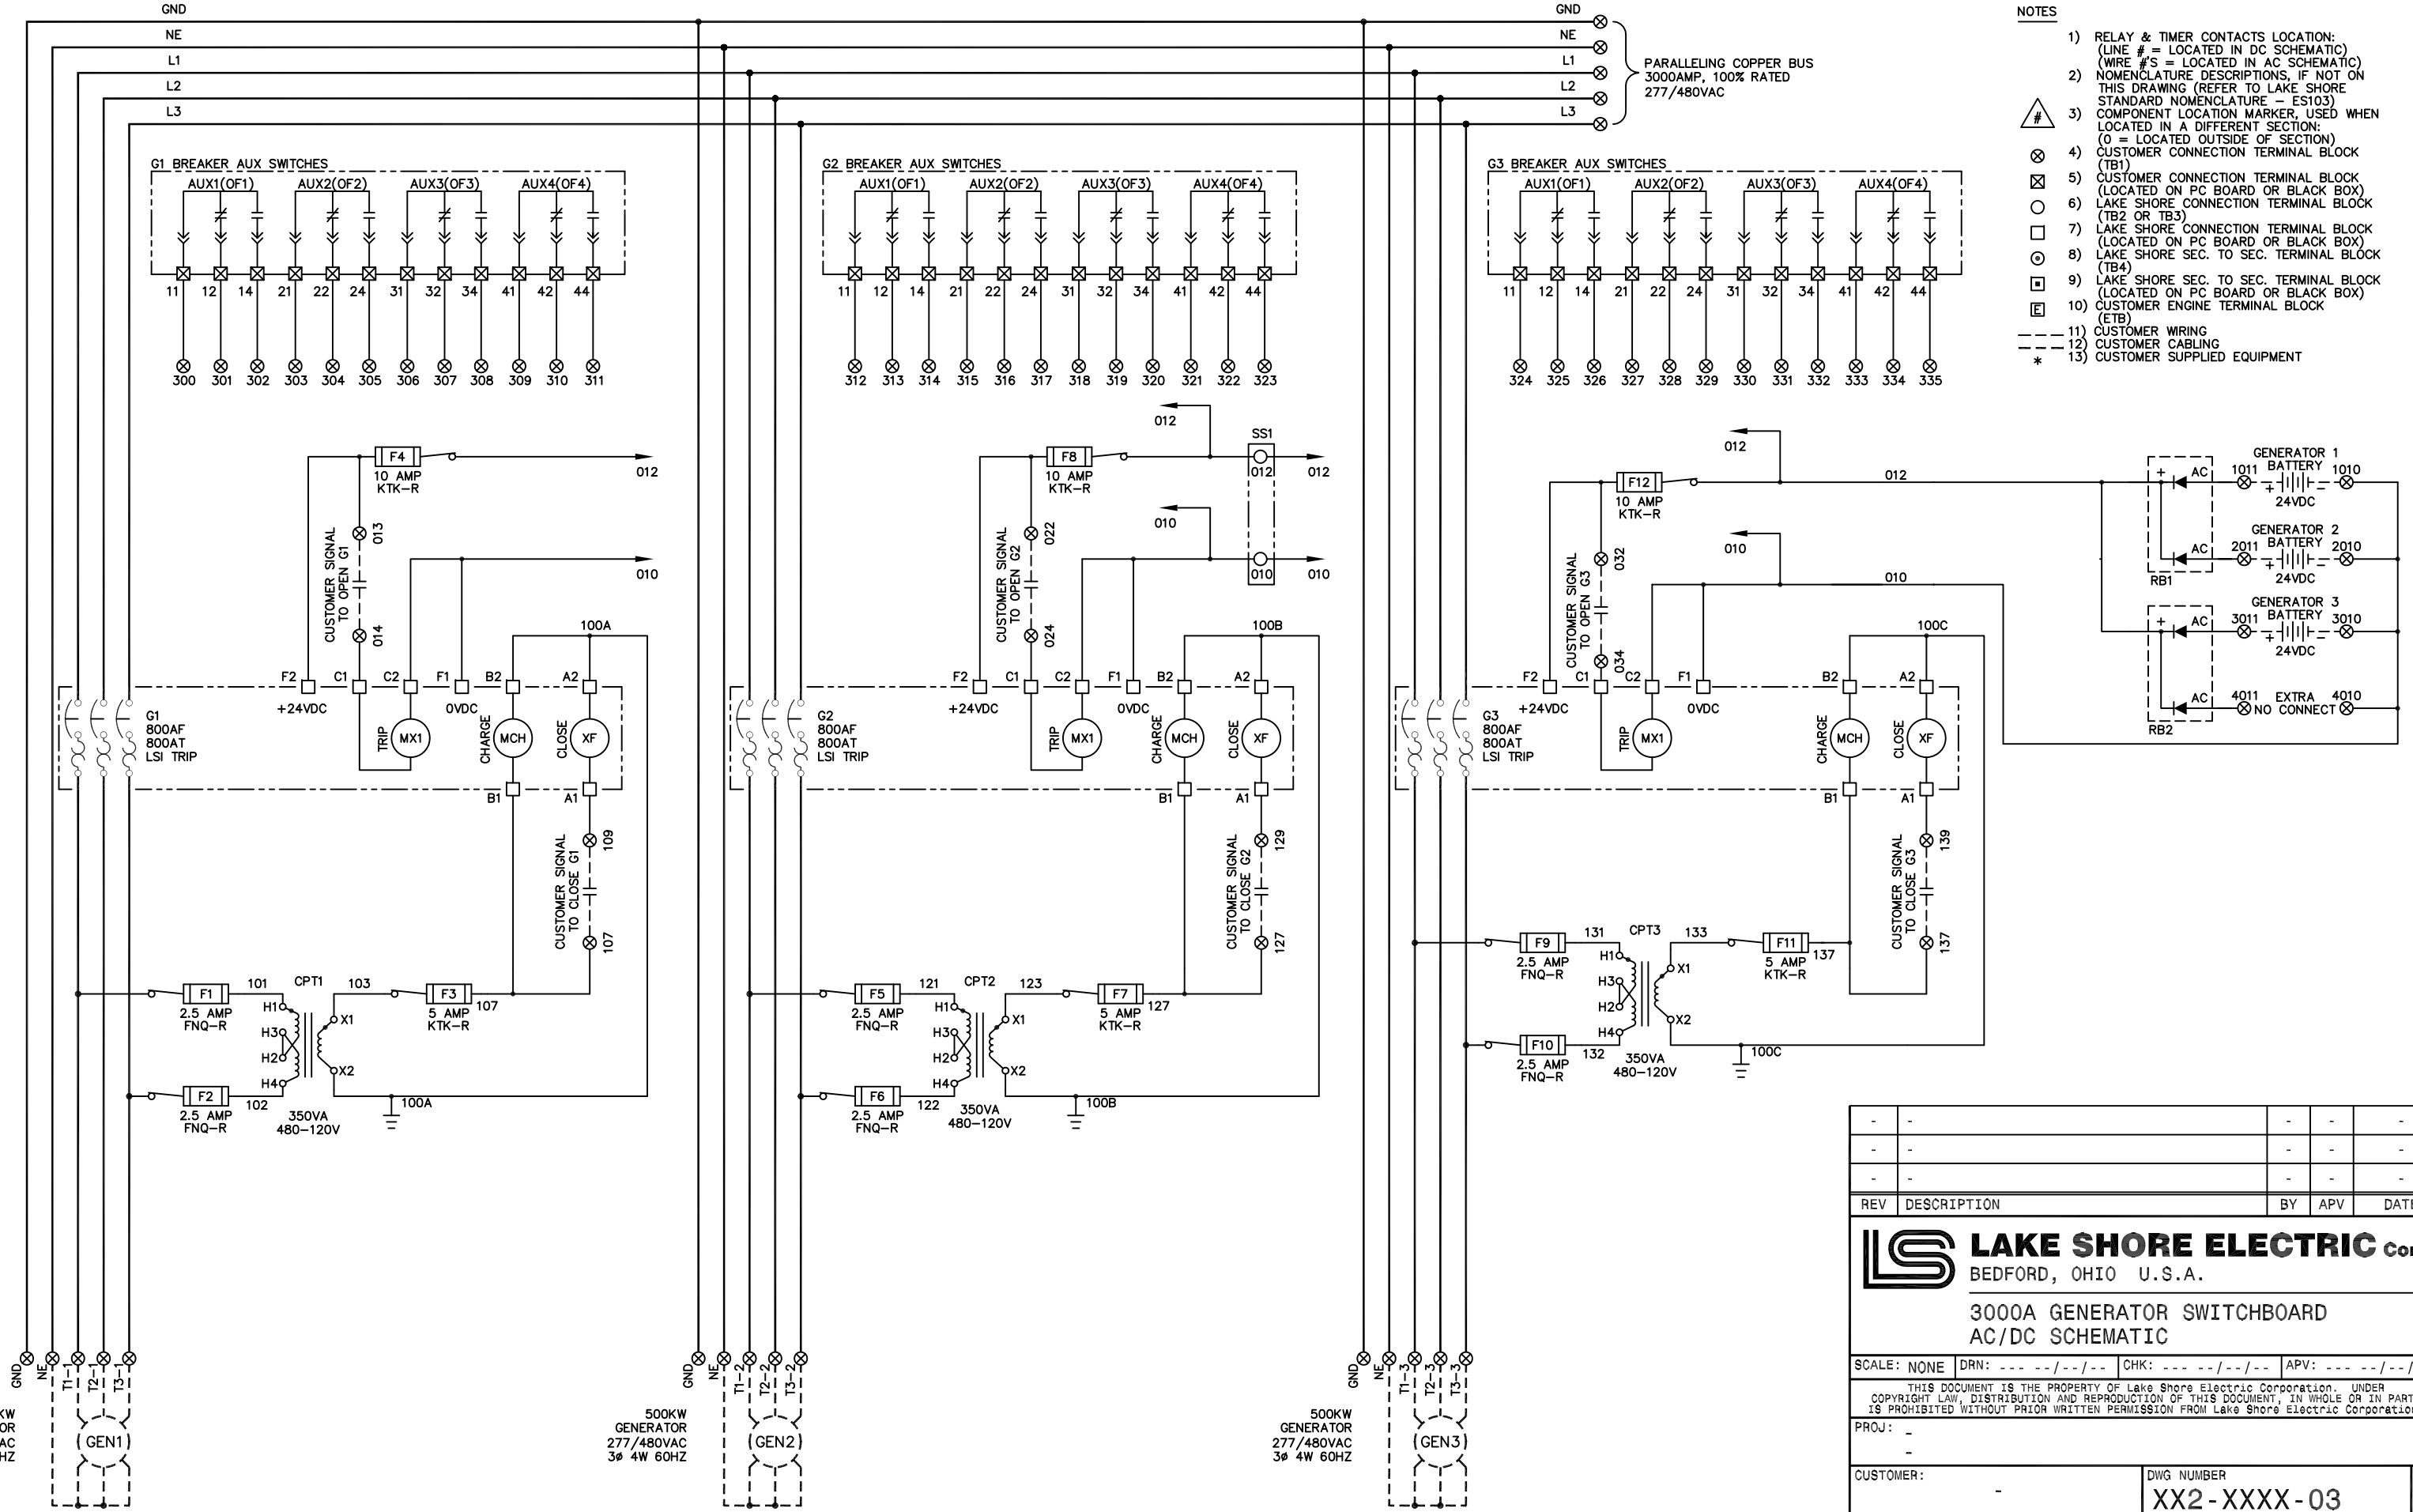 GND
NE
L1
L2
L3
GND
NE
L1
L2
L3
PARALLELING COPPER BUS
3000AMP, 100% RATED
277/480VAC
NOTES
1) RELAY & TIMER CONTACTS LOCATION:
(LINE # = LOCATED IN DC SCHEMATIC)
(WIRE #'S = LOCATED IN AC SCHEMATIC)
2) NOMENCLATURE DESCRIPTIONS, IF NOT ON
THIS DRAWING (REFER TO LAKE SHORE
STANDARD NOMENCLATURE – ES103)
# 3) COMPONENT LOCATION MARKER, USED WHEN
LOCATED IN A DIFFERENT SECTION:
(0 = LOCATED OUTSIDE OF SECTION)
4) CUSTOMER CONNECTION TERMINAL BLOCK
(TB1)
5) CUSTOMER CONNECTION TERMINAL BLOCK
(LOCATED ON PC BOARD OR BLACK BOX)
6) LAKE SHORE CONNECTION TERMINAL BLOCK
(TB2 OR TB3)
7) LAKE SHORE CONNECTION TERMINAL BLOCK
(LOCATED ON PC BOARD OR BLACK BOX)
8) LAKE SHORE SEC. TO SEC. TERMINAL BLOCK
(TB4)
9) LAKE SHORE SEC. TO SEC. TERMINAL BLOCK
(LOCATED ON PC BOARD OR BLACK BOX)
E 10) CUSTOMER ENGINE TERMINAL BLOCK
(ETB)
11) CUSTOMER WIRING
12) CUSTOMER CABLING
* 13) CUSTOMER SUPPLIED EQUIPMENT
G1 BREAKER AUX SWITCHES
AUX1(OF1) AUX2(OF2) AUX3(OF3) AUX4(OF4)
11 12 14 21 22 24 31 32 34 41 42 44
300 301 302 303 304 305 306 307 308 309 310 311
G2 BREAKER AUX SWITCHES
AUX1(OF1) AUX2(OF2) AUX3(OF3) AUX4(OF4)
11 12 14 21 22 24 31 32 34 41 42 44
312 313 314 315 316 317 318 319 320 321 322 323
G3 BREAKER AUX SWITCHES
AUX1(OF1) AUX2(OF2) AUX3(OF3) AUX4(OF4)
11 12 14 21 22 24 31 32 34 41 42 44
324 325 326 327 328 329 330 331 332 333 334 335
F4
10 AMP
KTK–R
012
CUSTOMER SIGNAL
TO OPEN G1
013
014
010
100A
F2 C1 C2 F1 B2 A2
+24VDC 0VDC
G1
800AF
800AT
LSI TRIP
TRIP MX1 CHARGE MCH CLOSE XF
B1 A1
109
CUSTOMER SIGNAL
TO CLOSE G1
107
F1
2.5 AMP
FNQ–R
101
CPT1
103
F3
5 AMP
KTK–R
107
H1
H3
H2
H4
X1
X2
F2
2.5 AMP
FNQ–R
102
350VA
480–120V
100A
012
F8
10 AMP
KTK–R
SS1
012
012
010
010
010
CUSTOMER SIGNAL
TO OPEN G2
022
024
100B
F2 C1 C2 F1 B2 A2
+24VDC 0VDC
G2
800AF
800AT
LSI TRIP
TRIP MX1 CHARGE MCH CLOSE XF
B1 A1
129
CUSTOMER SIGNAL
TO CLOSE G2
127
F5
2.5 AMP
FNQ–R
121
CPT2
123
F7
5 AMP
KTK–R
127
H1
H3
H2
H4
X1
X2
F6
2.5 AMP
FNQ–R
122
350VA
480–120V
100B
012
F12
10 AMP
KTK–R
012
010
010
CUSTOMER SIGNAL
TO OPEN G3
032
034
100C
F2 C1 C2 F1 B2 A2
+24VDC 0VDC
G3
800AF
800AT
LSI TRIP
TRIP MX1 CHARGE MCH CLOSE XF
B1 A1
139
CUSTOMER SIGNAL
TO CLOSE G3
137
F9
2.5 AMP
FNQ–R
131
CPT3
133
F11
5 AMP
KTK–R
137
H1
H3
H2
H4
X1
X2
F10
2.5 AMP
FNQ–R
132
350VA
480–120V
100C
GENERATOR 1
+ AC 1011 BATTERY 1010
+ –
24VDC
GENERATOR 2
AC 2011 BATTERY 2010
+ –
24VDC
RB1
GENERATOR 3
+ AC 3011 BATTERY 3010
+ –
24VDC
AC 4011 EXTRA 4010
NO CONNECT
RB2
GND NE T1–1 T2–1 T3–1
KW
OR
AC
HZ
GEN1
GND NE T1–2 T2–2 T3–2
500KW
GENERATOR
277/480VAC
3ø 4W 60HZ
GEN2
GND NE T1–3 T2–3 T3–3
500KW
GENERATOR
277/480VAC
3ø 4W 60HZ
GEN3
- - - - -
- - - - -
- - - - -
REV DESCRIPTION BY APV DATE
LS LAKE SHORE ELECTRIC Cor
BEDFORD, OHIO U.S.A.
3000A GENERATOR SWITCHBOARD
AC/DC SCHEMATIC
SCALE: NONE DRN: --- --/--/-- CHK: --- --/--/-- APV: --- --/--/
THIS DOCUMENT IS THE PROPERTY OF Lake Shore Electric Corporation. UNDER
COPYRIGHT LAW, DISTRIBUTION AND REPRODUCTION OF THIS DOCUMENT, IN WHOLE OR IN PART
IS PROHIBITED WITHOUT PRIOR WRITTEN PERMISSION FROM Lake Shore Electric Corporation
PROJ: -
-
CUSTOMER:
-
DWG NUMBER
XX2-XXXX-03